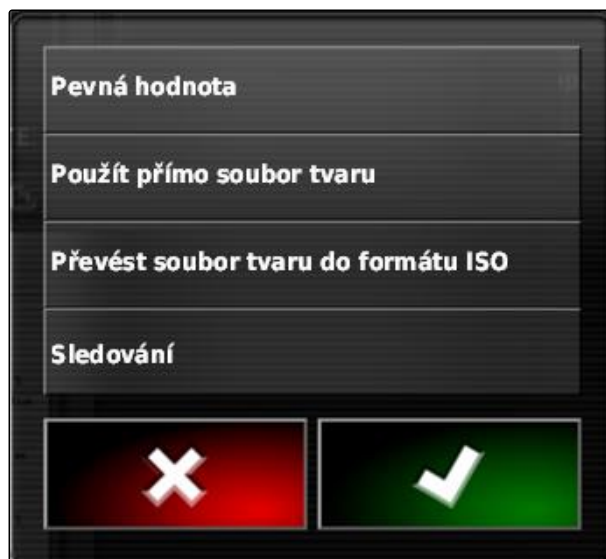 Pevná hodnota
Použít přímo soubor tvaru
Převést soubor tvaru do formátu ISO
Sledování